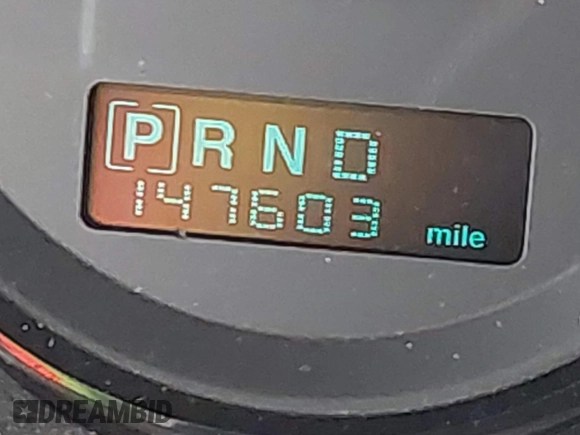 [P] R N D
147603 mile
DREAMBID